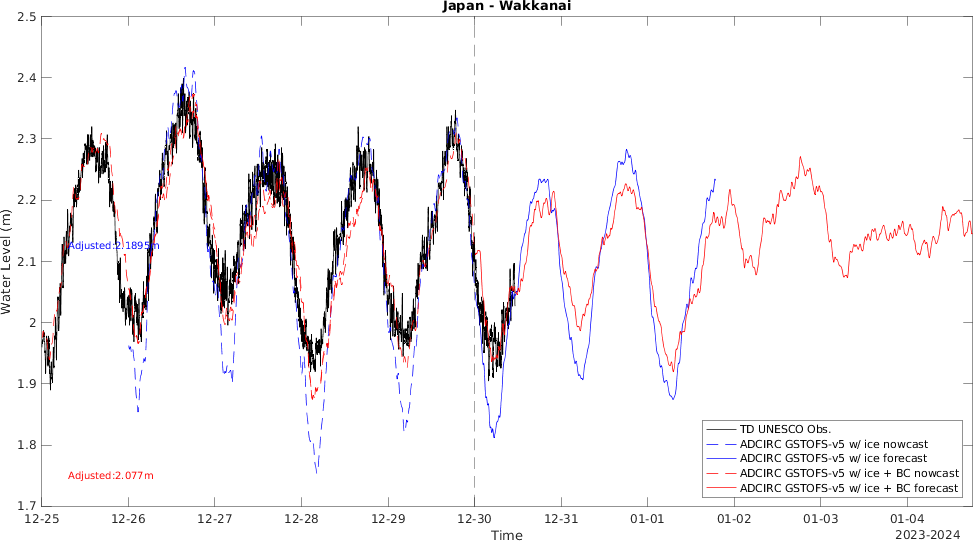 Japan - Wakkanai
2.5
2.4
2.3
2.2
2.1
2
1.9
1.8
1.7
Water Level (m)
Adjusted:2.1895m
Adjusted:2.077m
TD UNESCO Obs.
ADCIRC GSTOFS-v5 w/ ice nowcast
ADCIRC GSTOFS-v5 w/ ice forecast
ADCIRC GSTOFS-v5 w/ ice + BC nowcast
ADCIRC GSTOFS-v5 w/ ice + BC forecast
12-25 12-26 12-27 12-28 12-29 12-30 12-31 01-01 01-02 01-03 01-04
Time
2023-2024